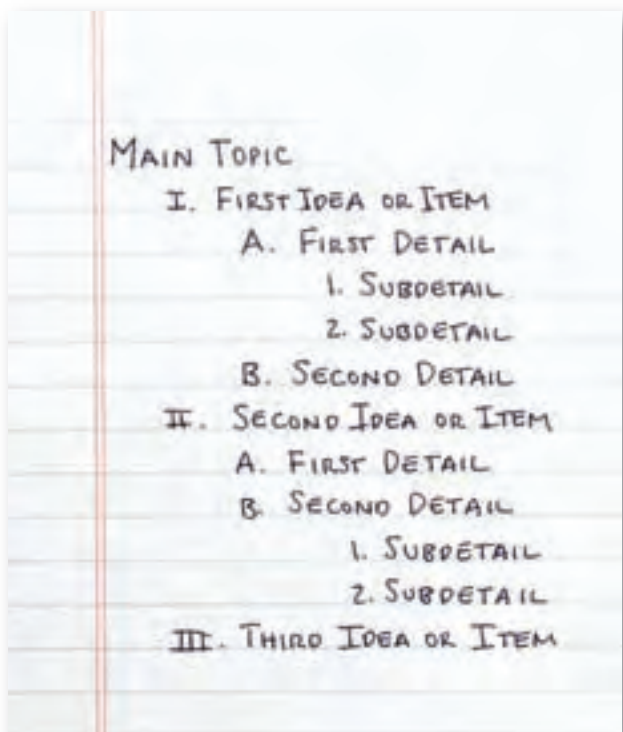 MAIN TOPIC
I. FIRST IDEA OR ITEM
A. FIRST DETAIL
1. SUBDETAIL
2. SUBDETAIL
B. SECOND DETAIL
II. SECOND IDEA OR ITEM
A. FIRST DETAIL
B. SECOND DETAIL
1. SUBDETAIL
2. SUBDETAIL
III. THIRD IDEA OR ITEM